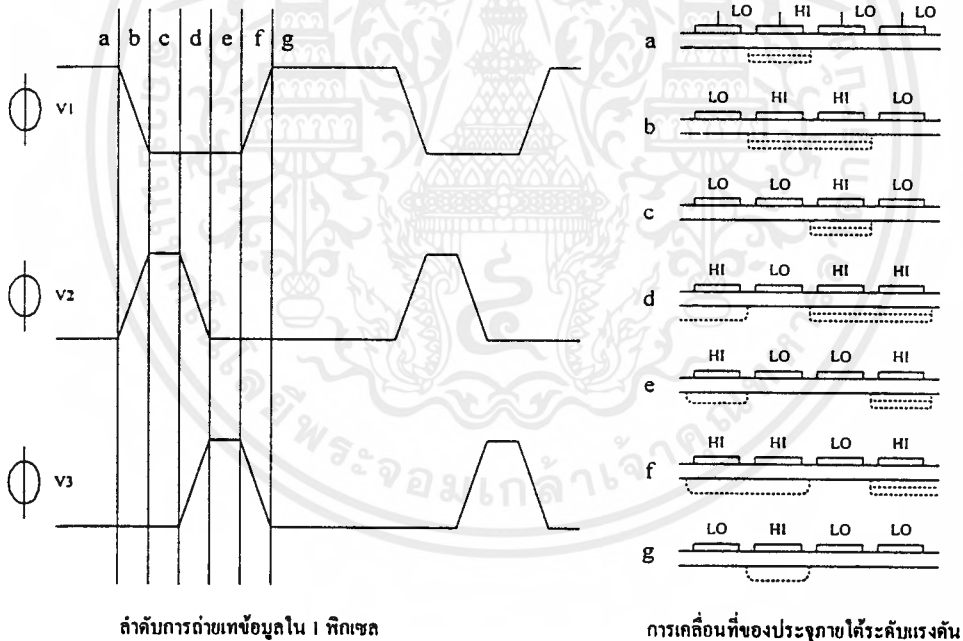 a b c d e f g
V1
V2
V3
ลำดับการถ่ายเทข้อมูลใน 1 พิกเซล
LO HI LO LO
a
LO HI HI LO
b
LO LO HI LO
c
HI LO HI HI
d
HI LO LO HI
e
HI HI LO HI
f
LO HI LO LO
g
การเคลื่อนที่ของประจุภายใต้ระดับแรงดัน